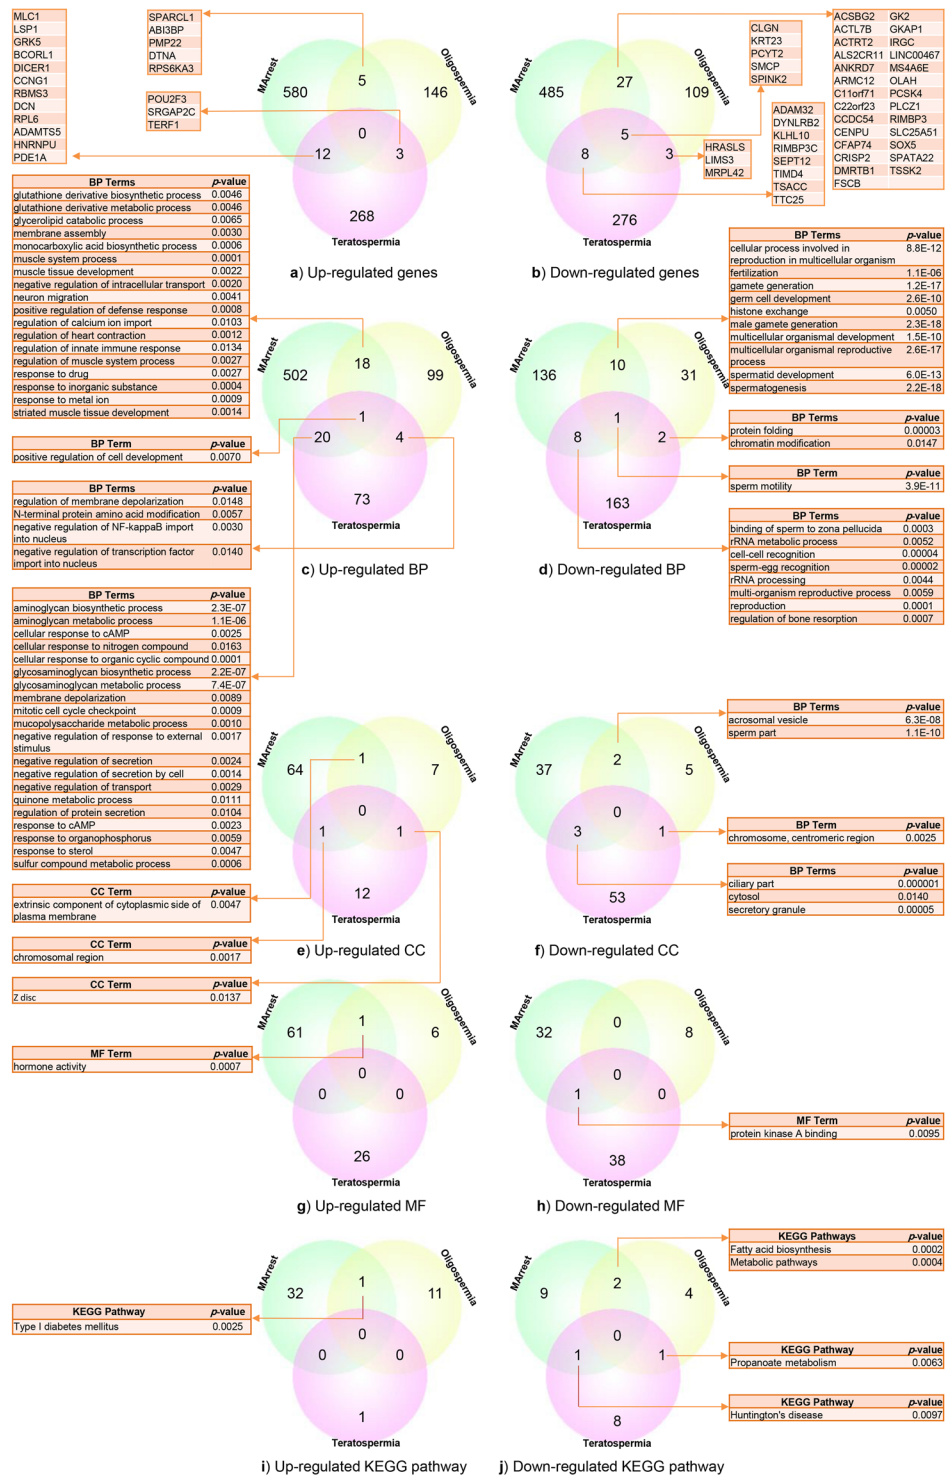 MLC1
LSP1
GRK5
BCORL1
DICER1
CCNG1
RBMS3
DCN
RPL6
ADAMTS5
HNRNPU
PDE1A
SPARCL1
ABI3BP
PMP22
DTNA
RPS6KA3
POU2F3
SRGAP2C
TERF1
MArrest
Oligospermia
580
5
146
0
12
3
268
Teratospermia
a) Up-regulated genes
MArrest
Oligospermia
485
27
109
5
8
3
276
Teratospermia
b) Down-regulated genes
CLGN
KRT23
PCYT2
SMCP
SPINK2
HRASLS
LIMS3
MRPL42
ADAM32
DYNLRB2
KLHL10
RIMBP3C
SEPT12
TIMD4
TSACC
TTC25
ACSBG2 GK2
ACTL7B GKAP1
ACTRT2 IRGC
ALS2CR11 LINC00467
ANKRD7 MS4A6E
ARMC12 OLAH
C11orf71 PCSK4
C22orf23 PLCZ1
CCDC54 RIMBP3
CENPU SLC25A51
CFAP74 SOX5
CRISP2 SPATA22
DMRTB1 TSSK2
FSCB
BP Terms p-value
glutathione derivative biosynthetic process 0.0046
glutathione derivative metabolic process 0.0046
glycerolipid catabolic process 0.0065
membrane assembly 0.0030
monocarboxylic acid biosynthetic process 0.0006
muscle system process 0.0001
muscle tissue development 0.0022
negative regulation of intracellular transport 0.0020
neuron migration 0.0041
positive regulation of defense response 0.0008
regulation of calcium ion import 0.0103
regulation of heart contraction 0.0012
regulation of innate immune response 0.0134
regulation of muscle system process 0.0027
response to drug 0.0027
response to inorganic substance 0.0004
response to metal ion 0.0009
striated muscle tissue development 0.0014
BP Term p-value
positive regulation of cell development 0.0070
BP Terms p-value
regulation of membrane depolarization 0.0148
N-terminal protein amino acid modification 0.0057
negative regulation of NF-kappaB import 0.0030
into nucleus
negative regulation of transcription factor 0.0140
import into nucleus
BP Terms p-value
aminoglycan biosynthetic process 2.3E-07
aminoglycan metabolic process 1.1E-06
cellular response to cAMP 0.0025
cellular response to nitrogen compound 0.0163
cellular response to organic cyclic compound 0.0001
glycosaminoglycan biosynthetic process 2.2E-07
glycosaminoglycan metabolic process 7.4E-07
membrane depolarization 0.0089
mitotic cell cycle checkpoint 0.0009
mucopolysaccharide metabolic process 0.0010
negative regulation of response to external 0.0017
stimulus
negative regulation of secretion 0.0024
negative regulation of secretion by cell 0.0014
negative regulation of transport 0.0029
quinone metabolic process 0.0111
regulation of protein secretion 0.0104
response to cAMP 0.0023
response to organophosphorus 0.0059
response to sterol 0.0047
sulfur compound metabolic process 0.0006
MArrest
Oligospermia
502
18
99
1
20
4
73
Teratospermia
c) Up-regulated BP
MArrest
Oligospermia
136
10
31
1
8
2
163
Teratospermia
d) Down-regulated BP
BP Terms p-value
cellular process involved in 8.8E-12
reproduction in multicellular organism
fertilization 1.1E-06
gamete generation 1.2E-17
germ cell development 2.6E-10
histone exchange 0.0050
male gamete generation 2.3E-18
multicellular organismal development 1.5E-10
multicellular organismal reproductive 2.6E-17
process
spermatid development 6.0E-13
spermatogenesis 2.2E-18
BP Terms p-value
protein folding 0.00003
chromatin modification 0.0147
BP Term p-value
sperm motility 3.9E-11
BP Terms p-value
binding of sperm to zona pellucida 0.0003
rRNA metabolic process 0.0052
cell-cell recognition 0.00004
sperm-egg recognition 0.00002
rRNA processing 0.0044
multi-organism reproductive process 0.0059
reproduction 0.0001
regulation of bone resorption 0.0007
MArrest
Oligospermia
64
1
7
0
1
1
12
Teratospermia
e) Up-regulated CC
CC Term p-value
extrinsic component of cytoplasmic side of 0.0047
plasma membrane
CC Term p-value
chromosomal region 0.0017
CC Term p-value
Z disc 0.0137
MArrest
Oligospermia
37
2
5
0
3
1
53
Teratospermia
f) Down-regulated CC
BP Terms p-value
acrosomal vesicle 6.3E-08
sperm part 1.1E-10
BP Term p-value
chromosome, centromeric region 0.0025
BP Terms p-value
ciliary part 0.000001
cytosol 0.0140
secretory granule 0.00005
MArrest
Oligospermia
61
1
6
0
0
0
26
Teratospermia
g) Up-regulated MF
MF Term p-value
hormone activity 0.0007
MArrest
Oligospermia
32
0
8
0
1
0
38
Teratospermia
h) Down-regulated MF
MF Term p-value
protein kinase A binding 0.0095
MArrest
Oligospermia
32
1
11
0
0
0
1
Teratospermia
i) Up-regulated KEGG pathway
KEGG Pathway p-value
Type I diabetes mellitus 0.0025
MArrest
Oligospermia
9
2
4
0
1
1
8
Teratospermia
j) Down-regulated KEGG pathway
KEGG Pathways p-value
Fatty acid biosynthesis 0.0002
Metabolic pathways 0.0004
KEGG Pathway p-value
Propanoate metabolism 0.0063
KEGG Pathway p-value
Huntington's disease 0.0097